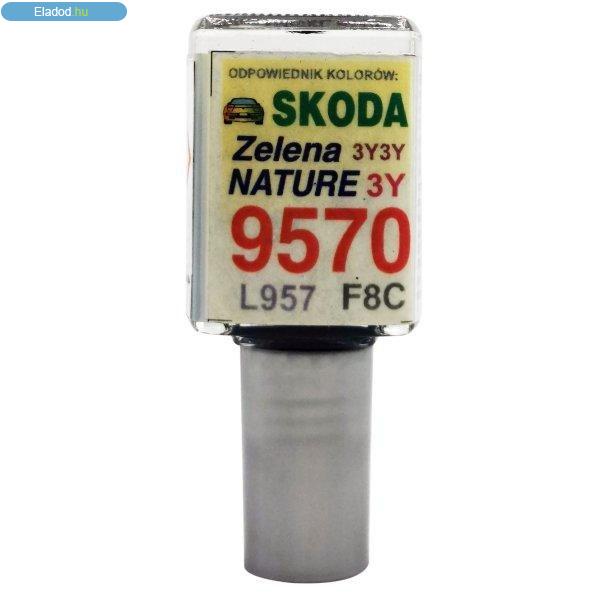 Eladod.hu
ODPOWIEDNIK KOLORÓW:
SKODA
Zelena 3Y3Y
NATURE 3Y
9570
L957 F8C